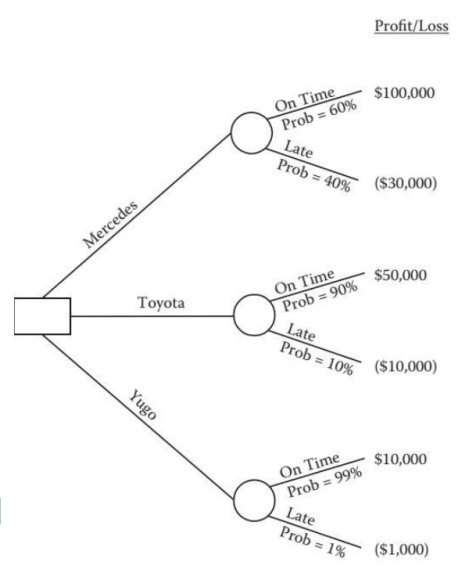 Profit/Loss
On Time
Prob = 60%
$100,000
Late
Prob = 40%
($30,000)
Mercedes
On Time
Prob = 90%
$50,000
Toyota
Late
Prob = 10%
($10,000)
Yugo
On Time
Prob = 99%
$10,000
Late
Prob = 1%
($1,000)